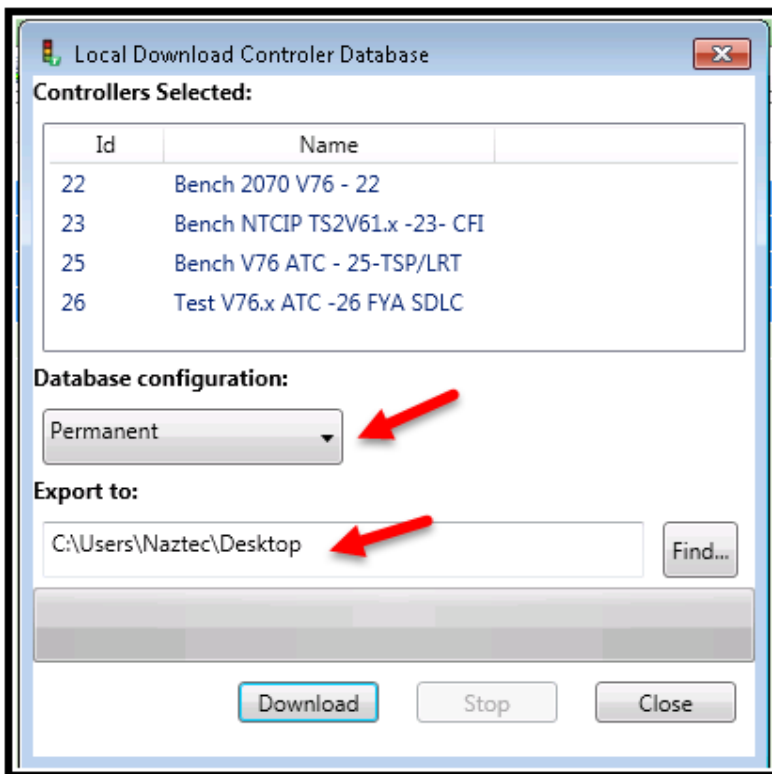 Local Download Controler Database
Controllers Selected:
Id Name
22 Bench 2070 V76 - 22
23 Bench NTCIP TS2V61.x -23- CFI
25 Bench V76 ATC - 25-TSP/LRT
26 Test V76.x ATC -26 FYA SDLC
Database configuration:
Permanent
Export to:
C:\Users\Naztec\Desktop
Find...
Download Stop Close